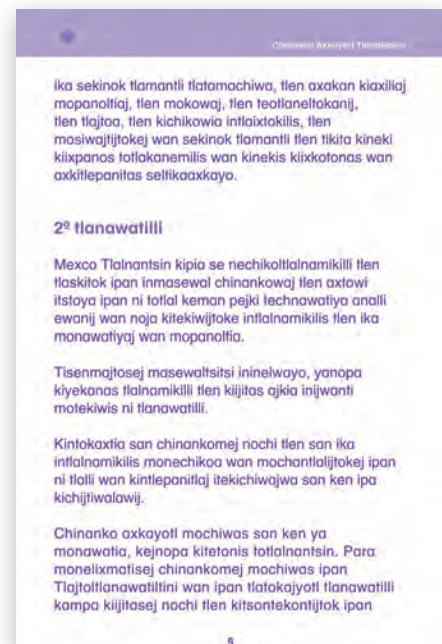 Chinanko Axkayotl Tlanawatilli
ika sekinok tlamantli tlatamachiwa, tlen axakan kiaxiliaj
mopanoltiaj, tlen mokowaj, tlen teotlaneltokanij,
tlen tlajtoa, tlen kichikowia intlaixtokilis, tlen
mosiwajtijtokej wan sekinok tlamantli tlen tikita kineki
kiixpanos totlakanemilis wan kinekis kiixkotonas wan
axkitlepanitas seltikaaxkayo.
2º tlanawatilli
Mexco Tlalnantsin kipia se nechikoltlalnamikilli tlen
tlaskitok ipan inmasewal chinankowaj tlen axtowi
itstoya ipan ni totlal keman pejki technawatiya analli
ewanij wan noja kitekiwijtoke intlalnamikilis tlen ika
monawatiyaj wan mopanoltia.
Tisenmajtosej masewaltsitsi ininelwayo, yanopa
kiyekanas tlalnamikilli tlen kiijitas ajkia inijwanti
motekiwis ni tlanawatilli.
Kintokaxtia san chinankomej nochi tlen san ika
intlalnamikilis monechikoa wan mochantlalijtokej ipan
ni tlalli wan kintlepanitlaj itekichiwajwa san ken ipa
kichijtiwalawij.
Chinanko axkayotl mochiwas san ken ya
monawatia, kejnopa kitetonis totlalnantsin. Para
monelixmatisej chinankomej mochiwas ipan
Tlajtoltlanawatiltini wan ipan tlatokajyotl tlanawatilli
kampa kiijitasej nochi tlen kitsontekontijtok ipan
5